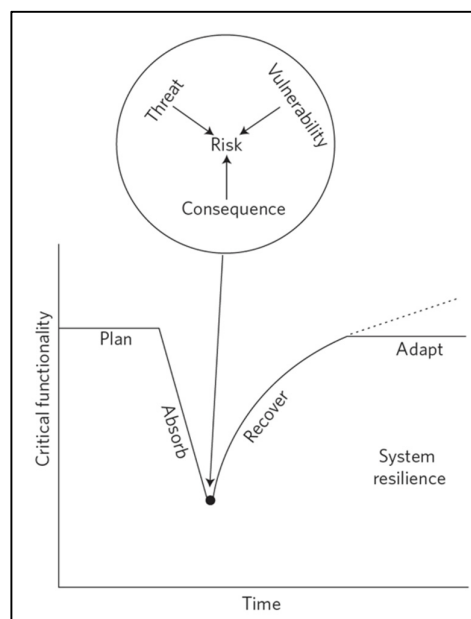 Threat
Vulnerability
Risk
Consequence
Critical functionality
Plan
Absorb
Recover
Adapt
System
resilience
Time